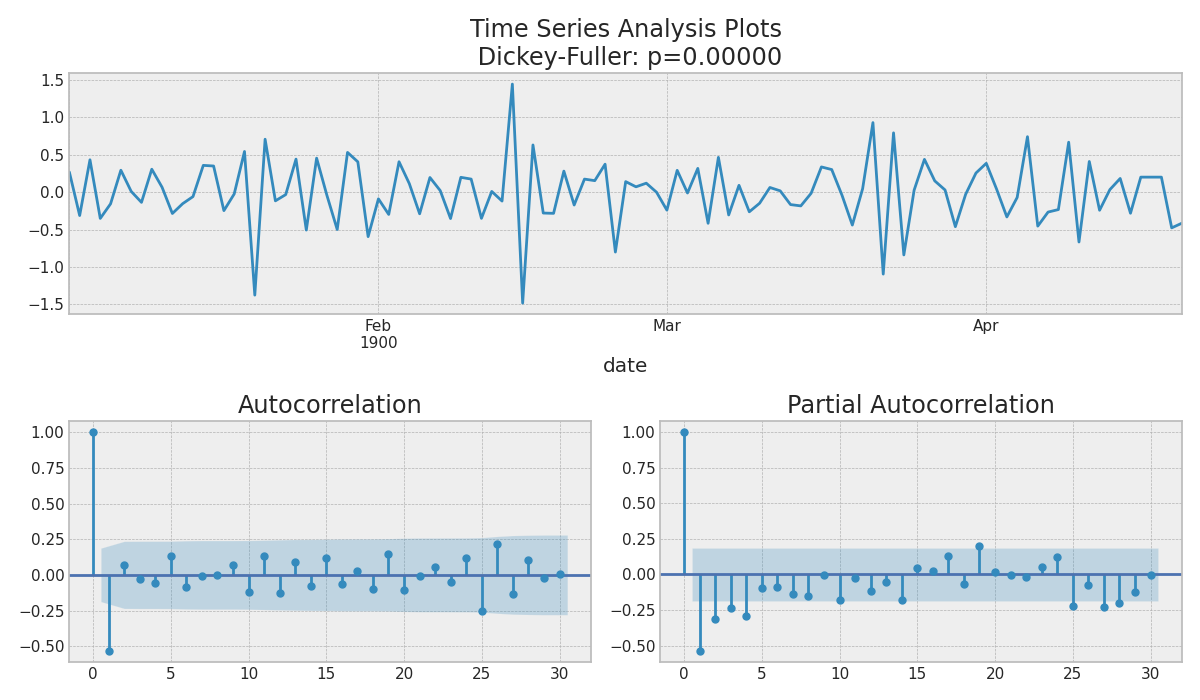 Time Series Analysis Plots
Dickey-Fuller: p=0.00000
1.5
1.0
0.5
0.0
−0.5
−1.0
−1.5
Feb
1900
Mar
Apr
date
Autocorrelation
1.00
0.75
0.50
0.25
0.00
−0.25
−0.50
0 5 10 15 20 25 30
Partial Autocorrelation
1.00
0.75
0.50
0.25
0.00
−0.25
−0.50
0 5 10 15 20 25 30